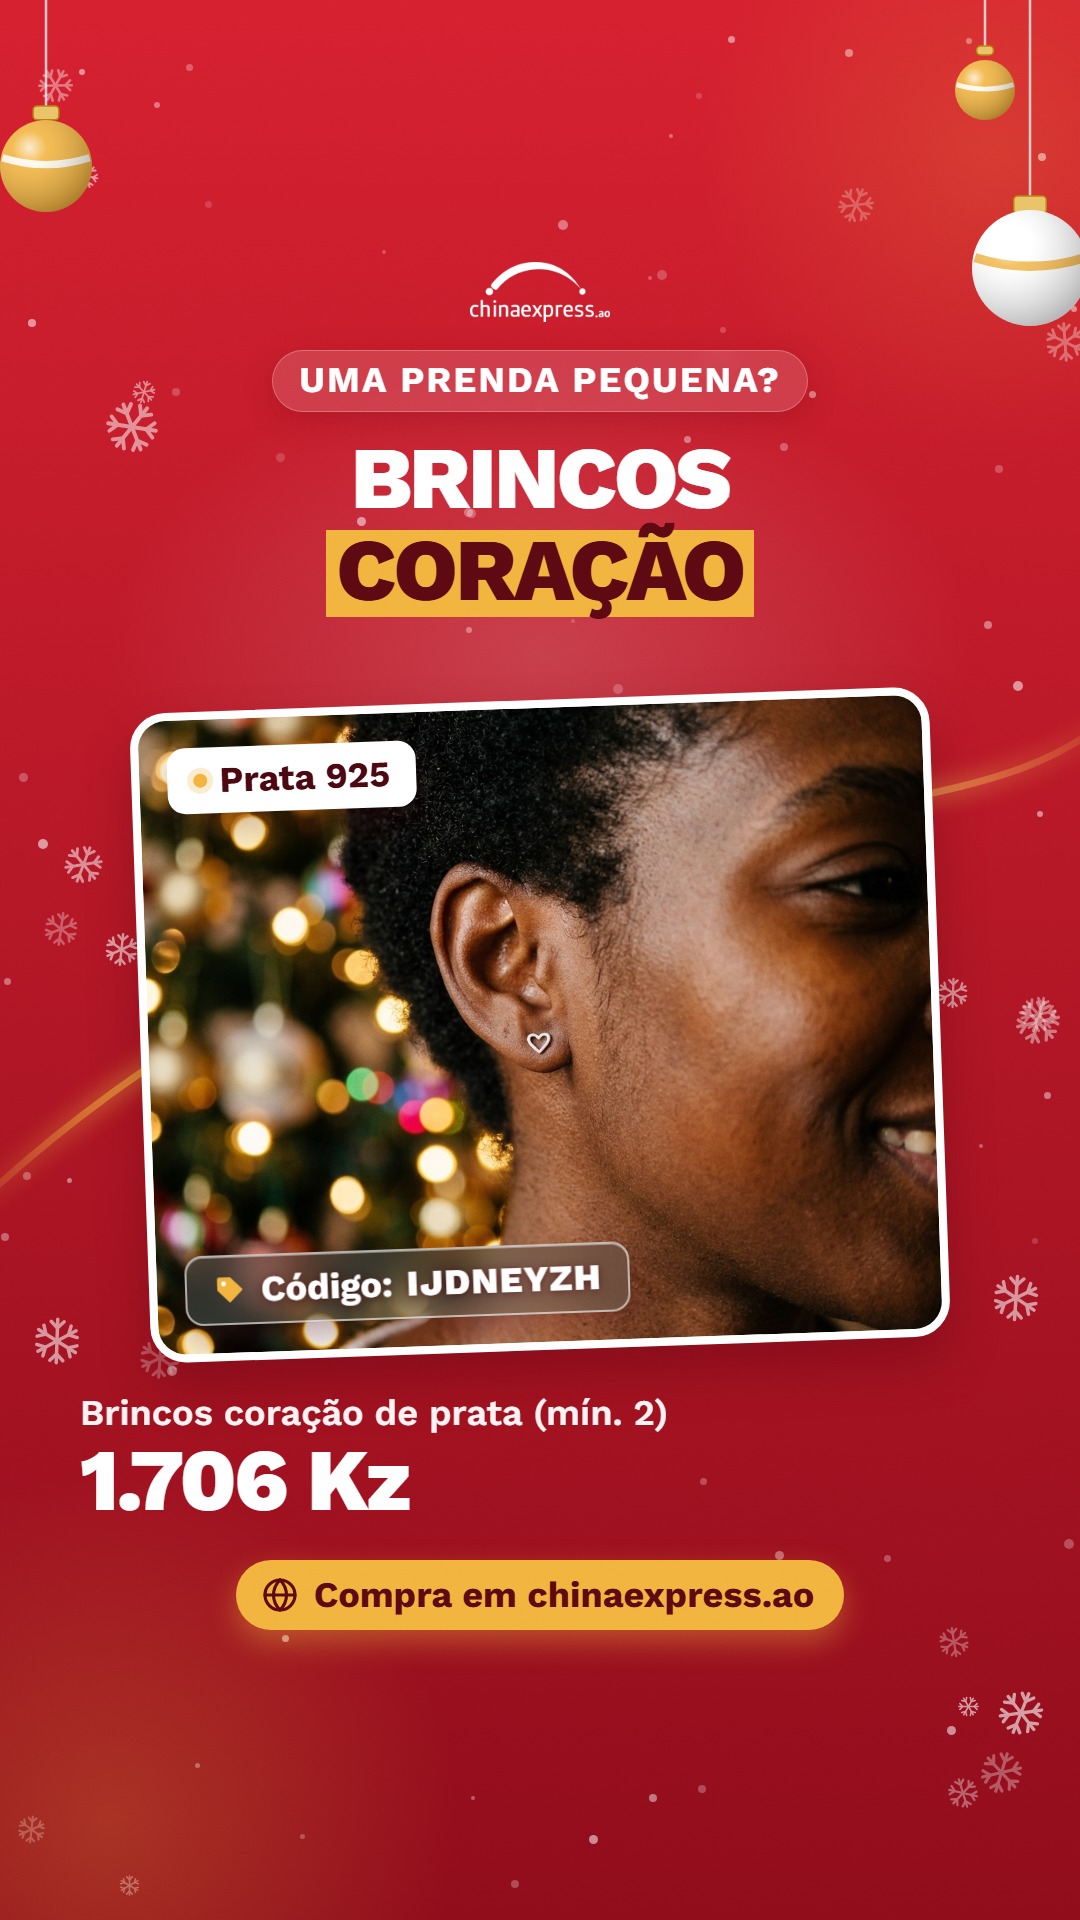 chinaexpress.ao
UMA PRENDA PEQUENA?
BRINCOS
CORAÇÃO
Prata 925
Código: IJDNEYZH
Brincos coração de prata (mín. 2)
1.706 Kz
Compra em chinaexpress.ao